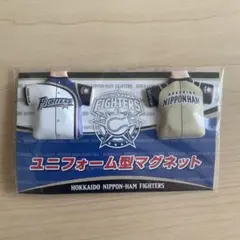 FIGHTERS
FIGHTERS
HOKKAIDO
NIPPONHAM
ユニフォーム型マグネット
HOKKAIDO NIPPON-HAM FIGHTERS